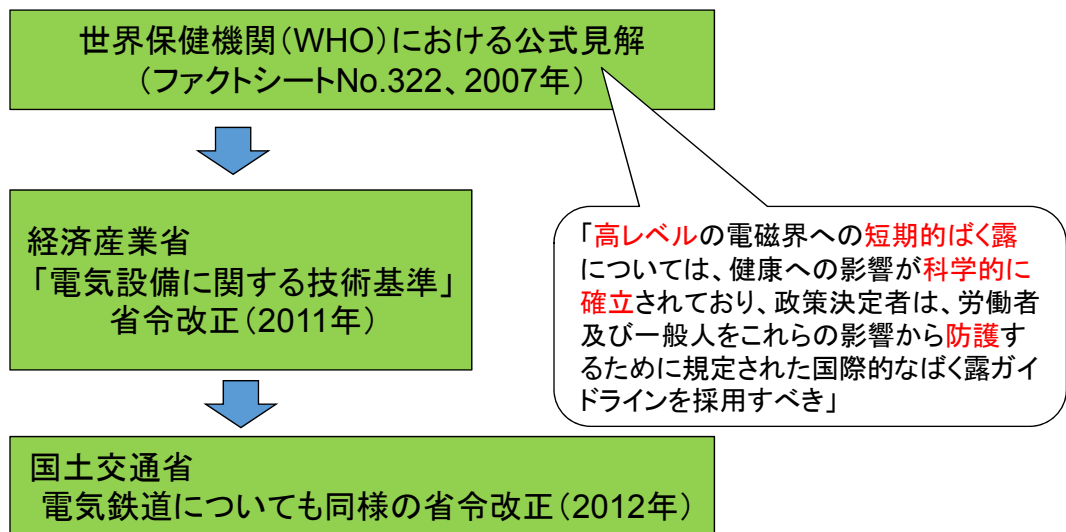 世界保健機関(WHO)における公式見解
(ファクトシートNo.322、2007年)
経済産業省
「電気設備に関する技術基準」
省令改正(2011年)
「高レベルの電磁界への短期的ばく露
については、健康への影響が科学的に
確立されており、政策決定者は、労働者
及び一般人をこれらの影響から防護す
るために規定された国際的なばく露ガイ
ドラインを採用すべき」
国土交通省
電気鉄道についても同様の省令改正(2012年)